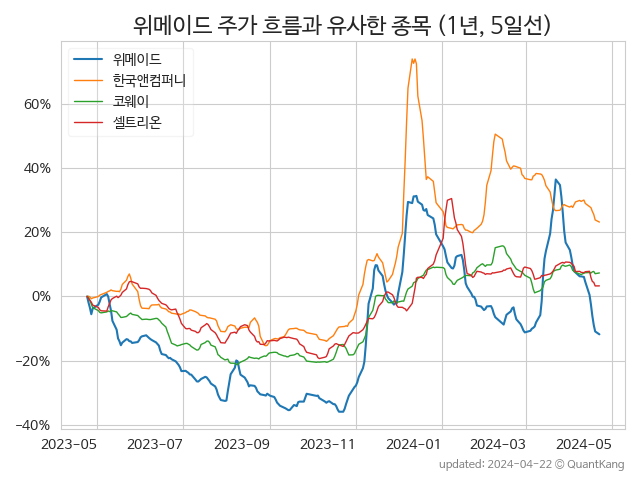 위메이드 주가 흐름과 유사한 종목 (1년, 5일선)
위메이드
한국앤컴퍼니
코웨이
셀트리온
60%
40%
20%
0%
−20%
−40%
2023-05 2023-07 2023-09 2023-11 2024-01 2024-03 2024-05
updated: 2024-04-22 © QuantKang